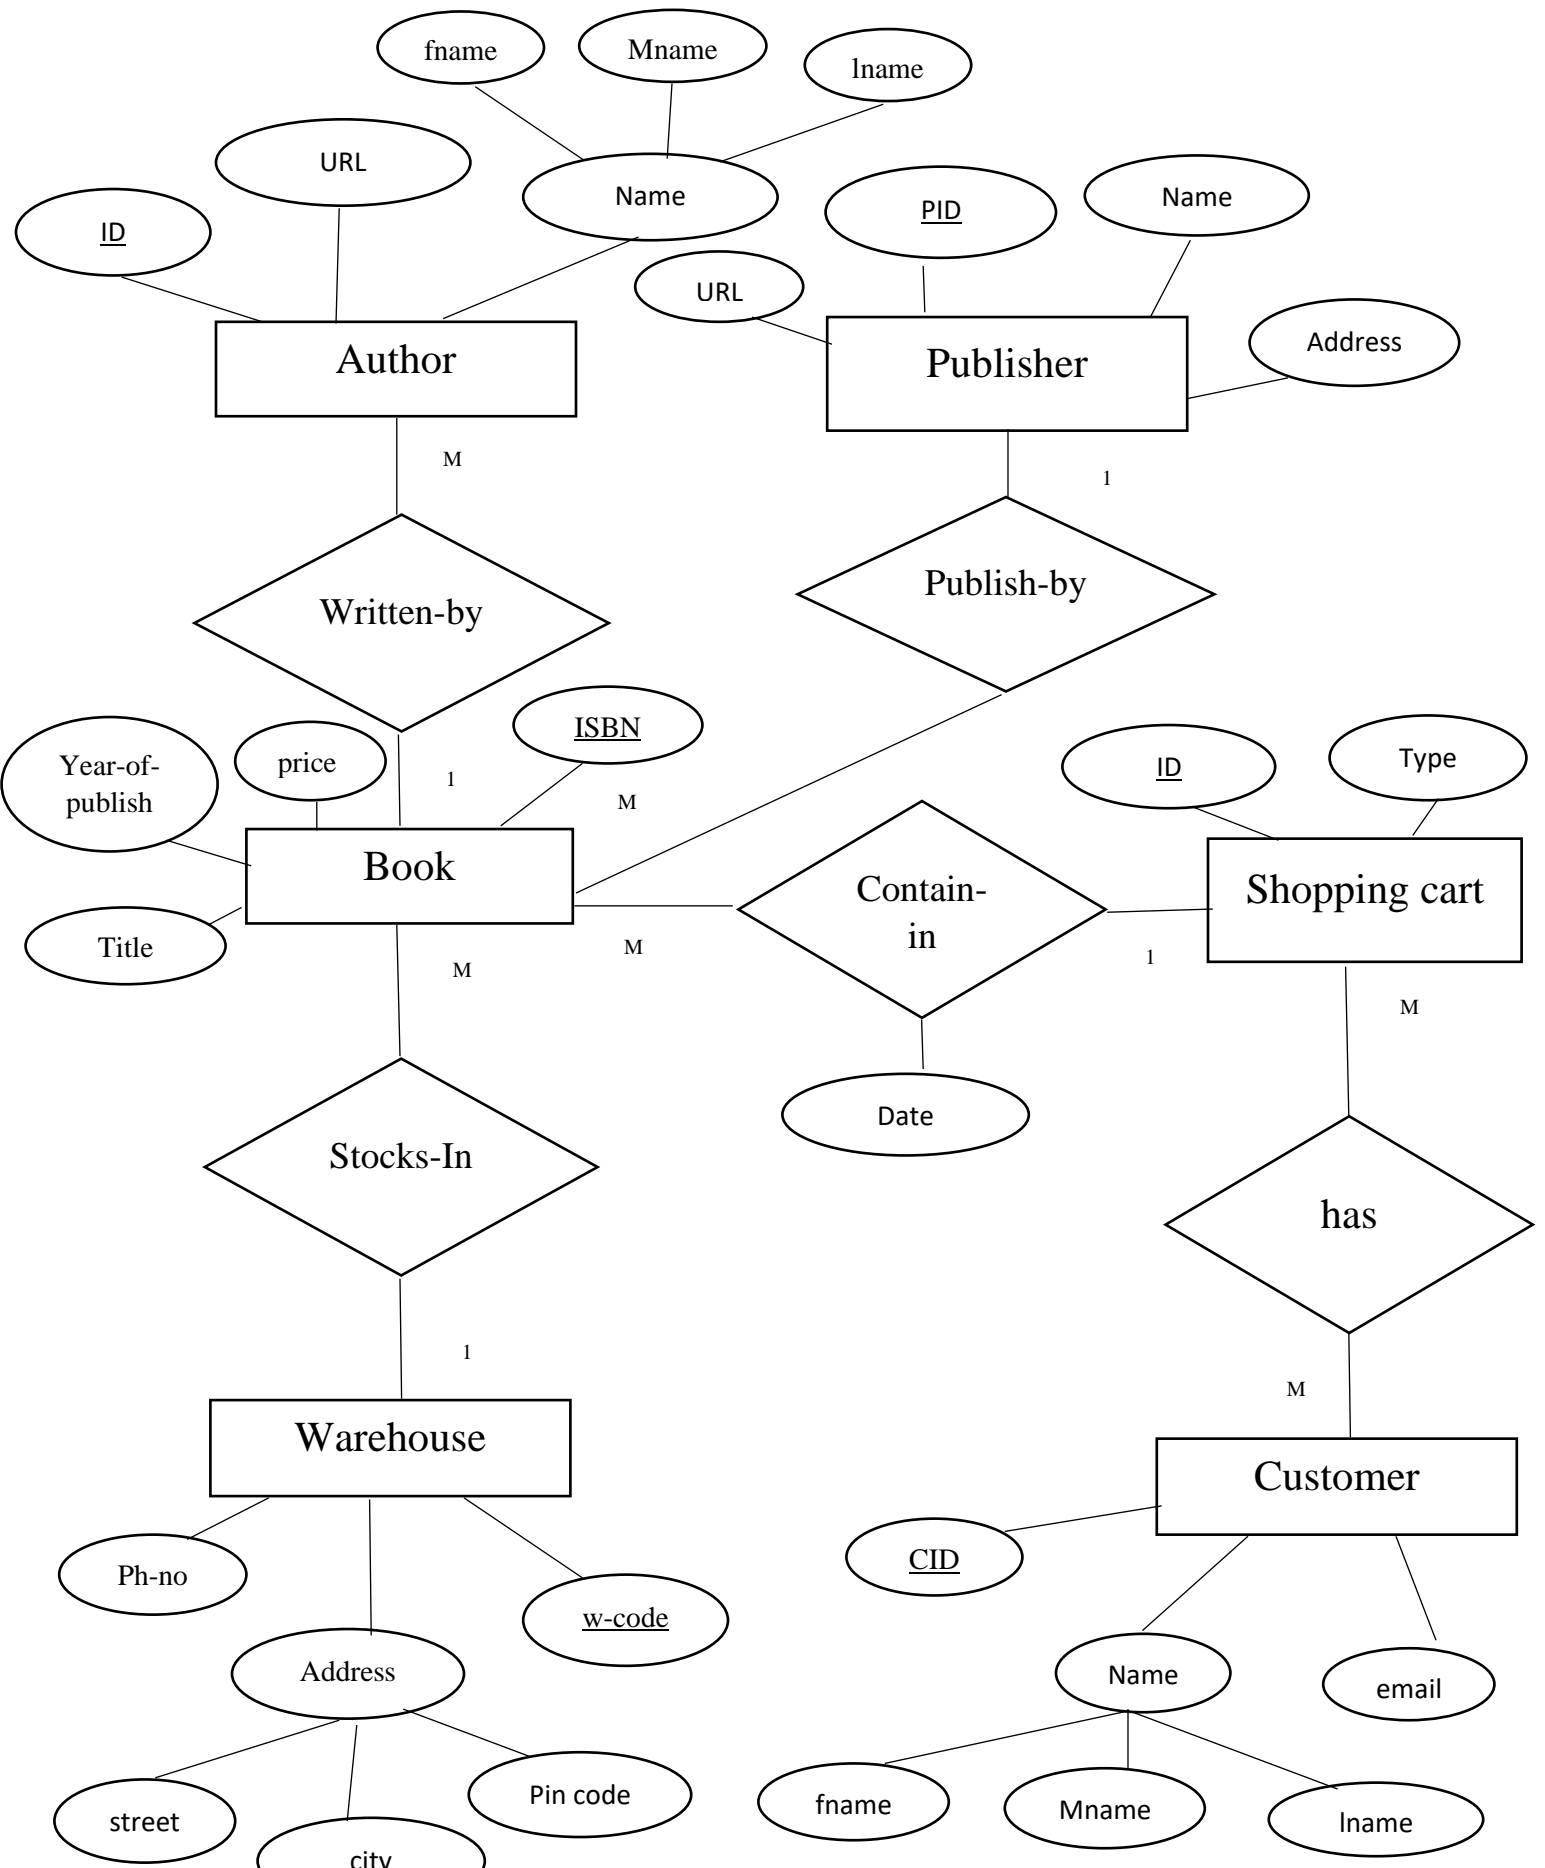 fname
Mname
lname
URL
Name
ID
PID
Name
URL
Address
Author
Publisher
M
1
Written-by
Publish-by
ISBN
Year-of-
publish
price
1
M
ID
Type
Book
Contain-
in
Shopping cart
Title
M
M
1
M
Date
Stocks-In
has
1
M
Warehouse
Customer
Ph-no
w-code
CID
Address
Name
email
street
Pin code
city
fname
Mname
lname